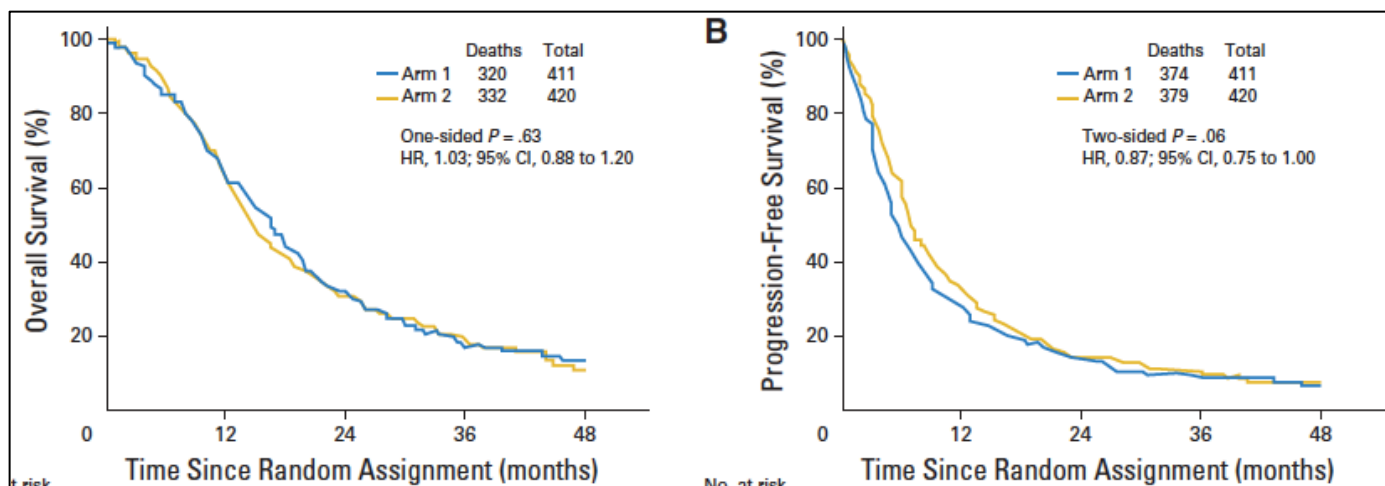 100
80
60
40
20
0
12
24
36
48
Overall Survival (%)
Time Since Random Assignment (months)
Deaths Total
Arm 1 320 411
Arm 2 332 420
One-sided P = .63
HR, 1.03; 95% CI, 0.88 to 1.20
t risk
B
100
80
60
40
20
0
12
24
36
48
Progression-Free Survival (%)
Time Since Random Assignment (months)
Deaths Total
Arm 1 374 411
Arm 2 379 420
Two-sided P = .06
HR, 0.87; 95% CI, 0.75 to 1.00
No. at risk